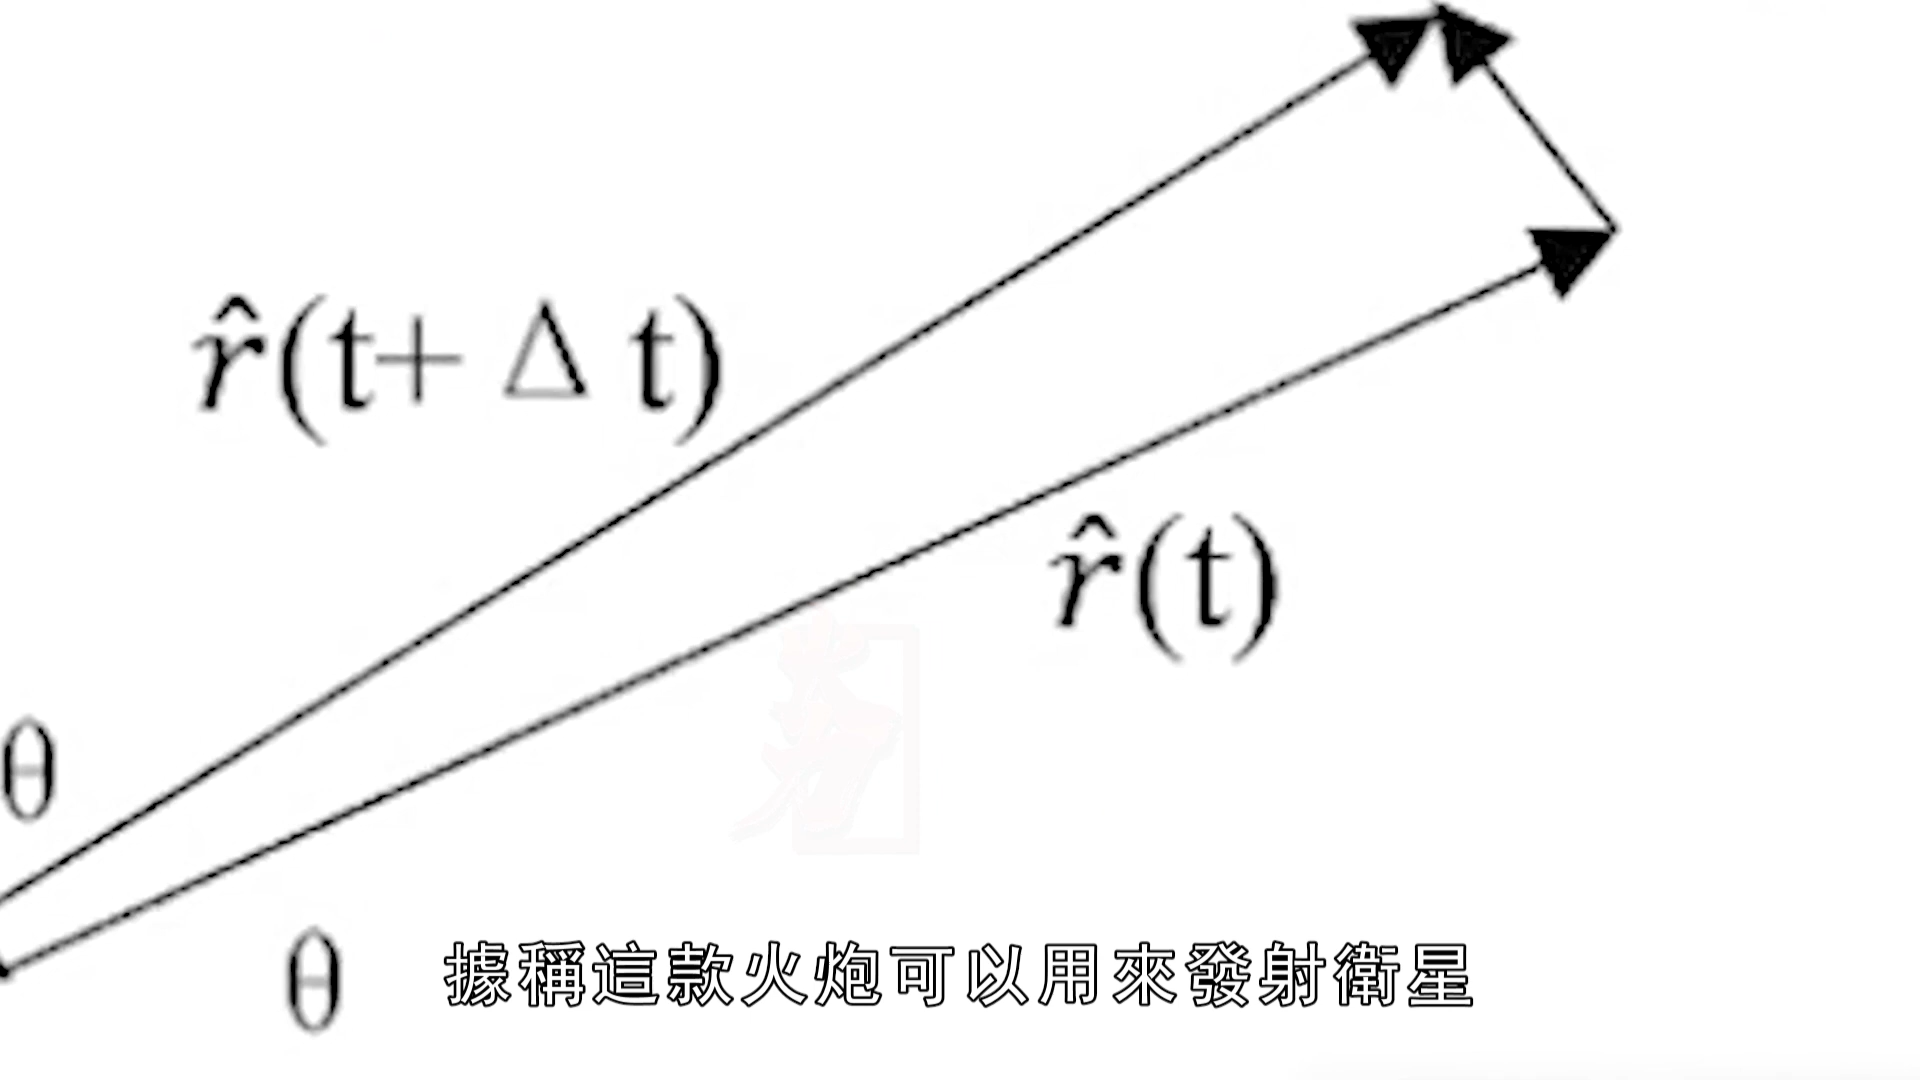 r̂(t+ Δ t)
r̂(t)
θ
θ
據稱這款火炮可以用來發射衛星